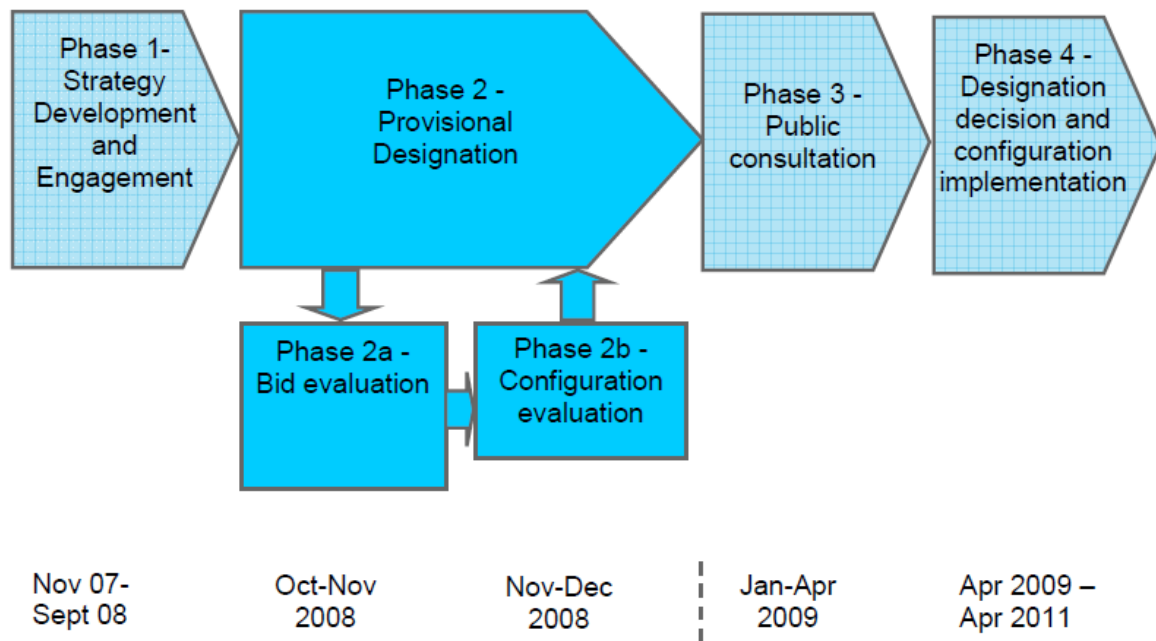 Phase 1-
Strategy
Development
and
Engagement
Phase 2 -
Provisional
Designation
Phase 3 -
Public
consultation
Phase 4 -
Designation
decision and
configuration
implementation
Phase 2a -
Bid evaluation
Phase 2b -
Configuration
evaluation
Nov 07-
Sept 08
Oct-Nov
2008
Nov-Dec
2008
Jan-Apr
2009
Apr 2009 –
Apr 2011